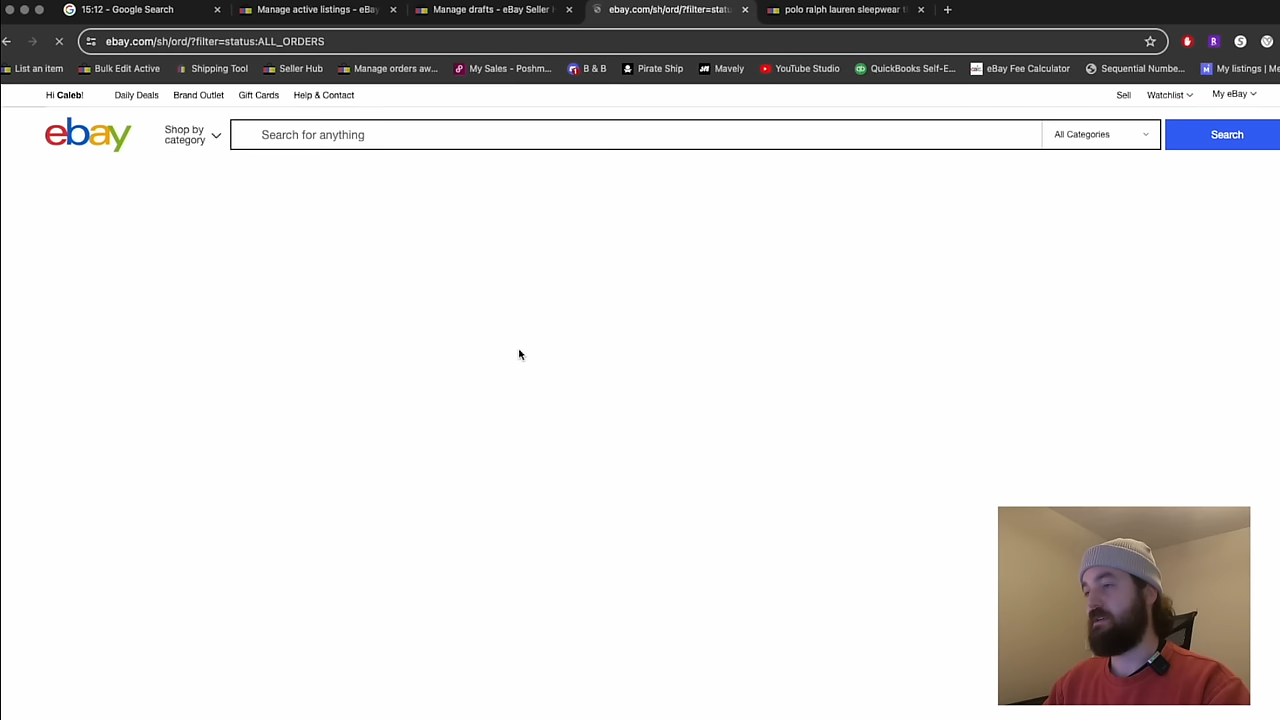 15:12 - Google Search
Manage active listings - eBay
Manage drafts - eBay Seller
ebay.com/sh/ord/?filter=statu
polo ralph lauren sleepwear
ebay.com/sh/ord/?filter=status:ALL_ORDERS
List an item
Bulk Edit Active
Shipping Tool
Seller Hub
Manage orders aw...
My Sales - Poshm...
B & B
Pirate Ship
Mavely
YouTube Studio
QuickBooks Self-E...
eBay Fee Calculator
Sequential Numbe...
My listings | Me
Hi Caleb!
Daily Deals
Brand Outlet
Gift Cards
Help & Contact
Sell
Watchlist
My eBay
ebay
Shop by
category
Search for anything
All Categories
Search